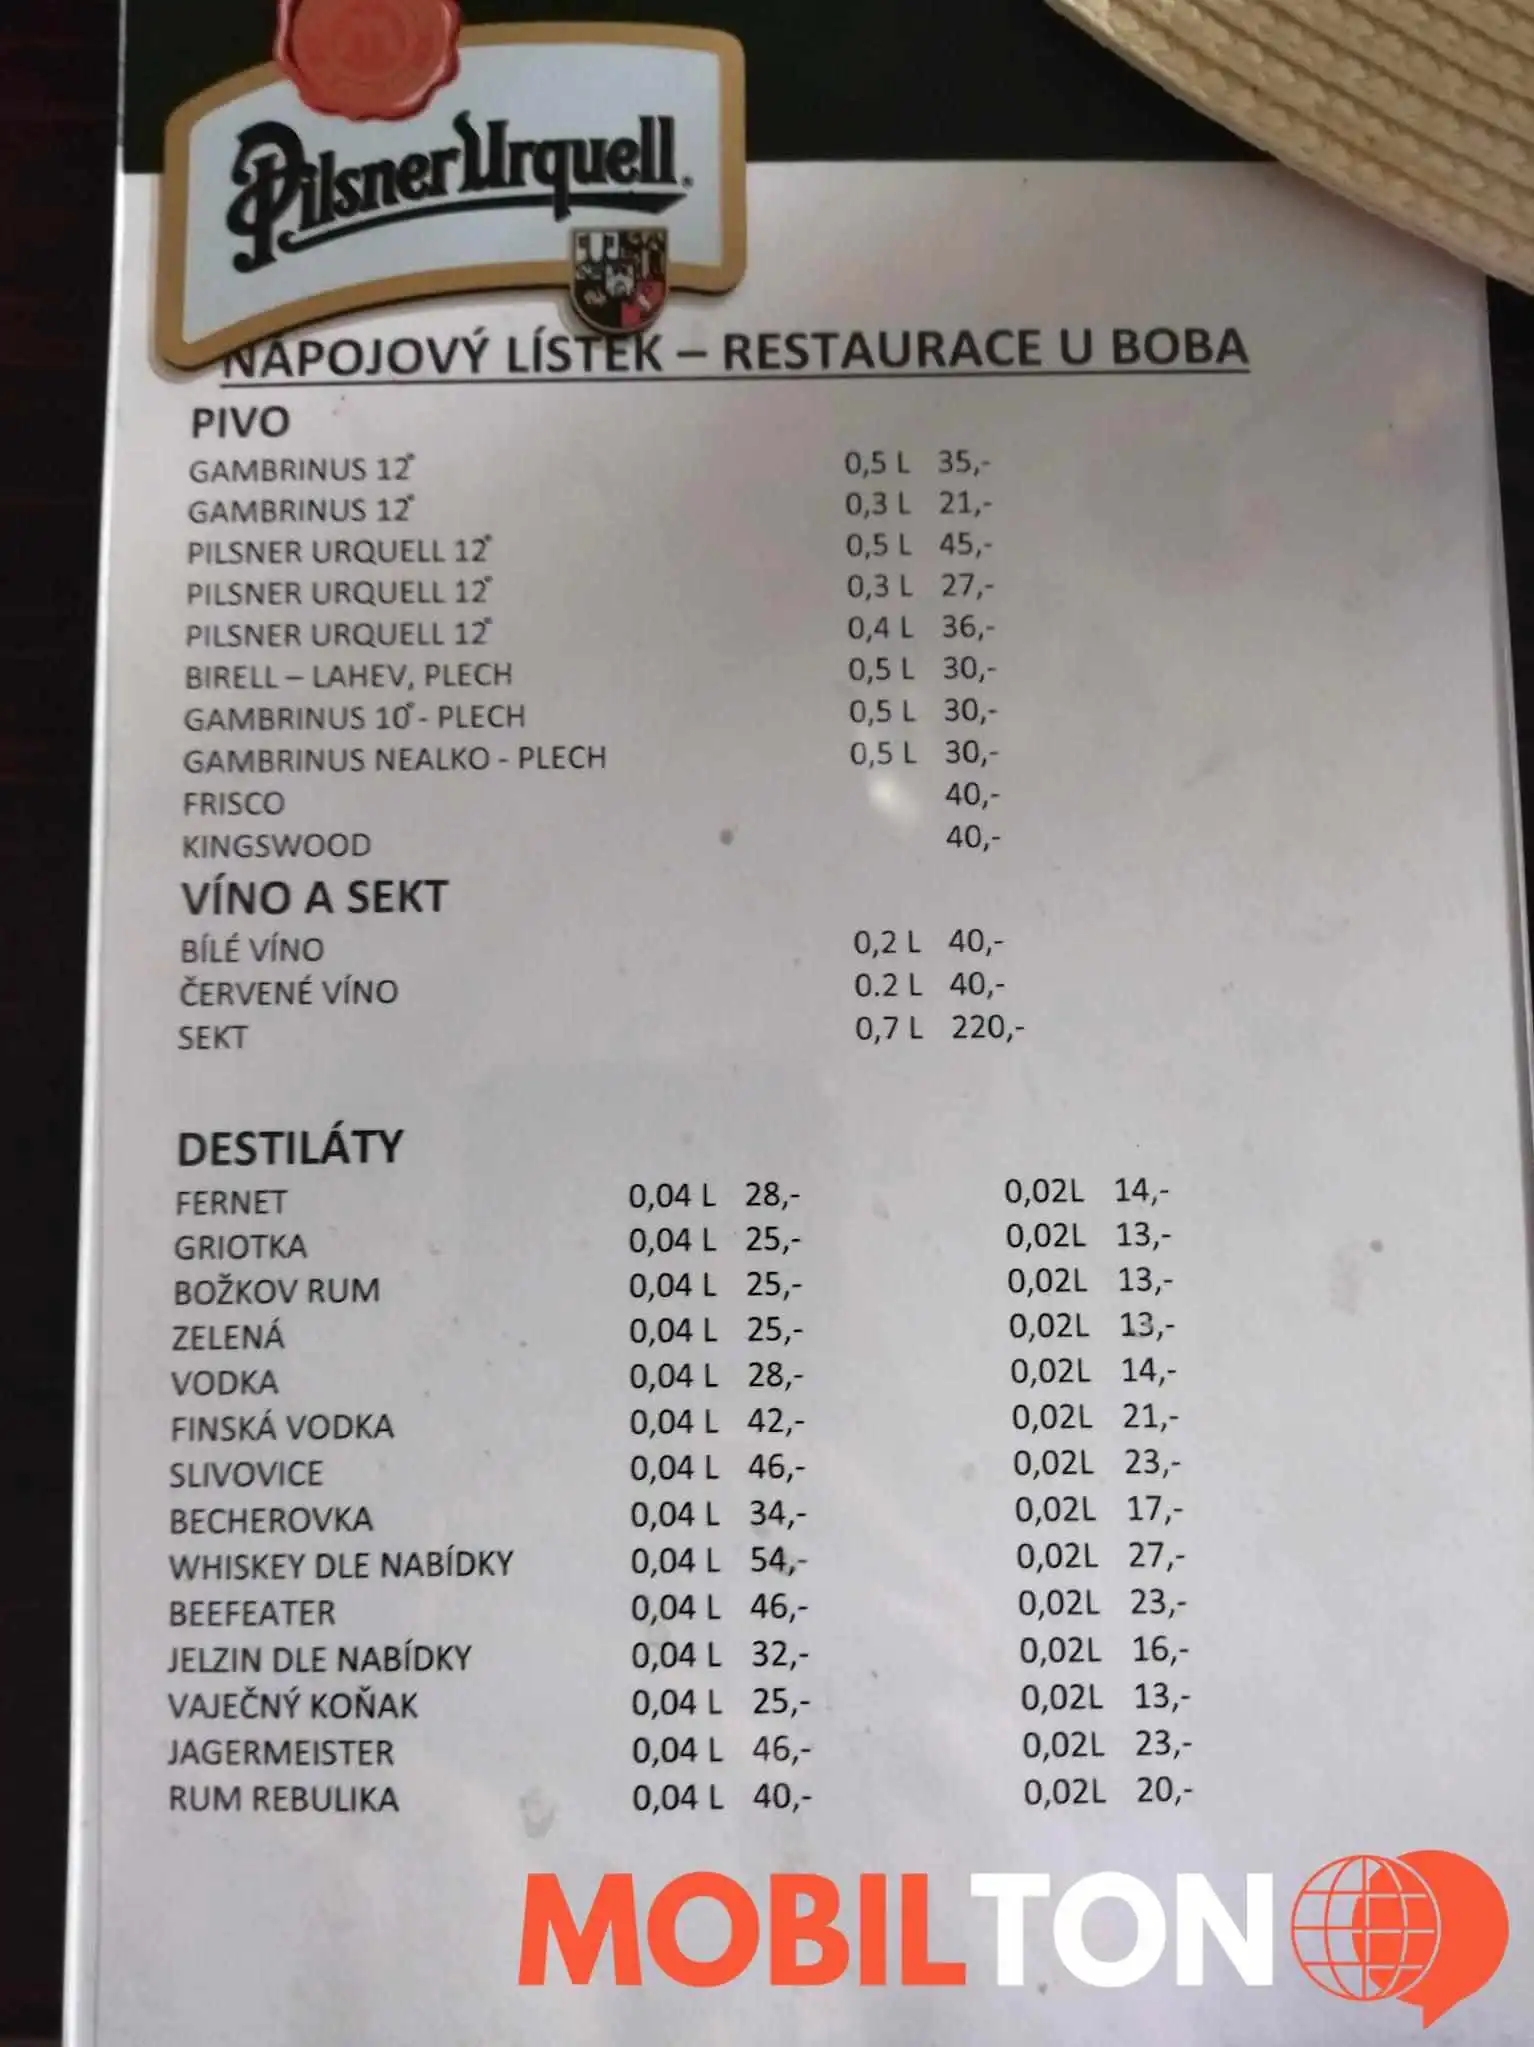 Pilsner Urquell
NÁPOJOVÝ LÍSTEK – RESTAURACE U BOBA
PIVO
GAMBRINUS 12° 0,5 L 35,-
GAMBRINUS 12° 0,3 L 21,-
PILSNER URQUELL 12° 0,5 L 45,-
PILSNER URQUELL 12° 0,3 L 27,-
PILSNER URQUELL 12° 0,4 L 36,-
BIRELL – LAHEV, PLECH 0,5 L 30,-
GAMBRINUS 10° - PLECH 0,5 L 30,-
GAMBRINUS NEALKO - PLECH 0,5 L 30,-
FRISCO 40,-
KINGSWOOD 40,-
VÍNO A SEKT
BÍLÉ VÍNO 0,2 L 40,-
ČERVENÉ VÍNO 0.2 L 40,-
SEKT 0,7 L 220,-
DESTILÁTY
FERNET 0,04 L 28,- 0,02L 14,-
GRIOTKA 0,04 L 25,- 0,02L 13,-
BOŽKOV RUM 0,04 L 25,- 0,02L 13,-
ZELENÁ 0,04 L 25,- 0,02L 13,-
VODKA 0,04 L 28,- 0,02L 14,-
FINSKÁ VODKA 0,04 L 42,- 0,02L 21,-
SLIVOVICE 0,04 L 46,- 0,02L 23,-
BECHEROVKA 0,04 L 34,- 0,02L 17,-
WHISKEY DLE NABÍDKY 0,04 L 54,- 0,02L 27,-
BEEFEATER 0,04 L 46,- 0,02L 23,-
JELZIN DLE NABÍDKY 0,04 L 32,- 0,02L 16,-
VAJEČNÝ KOŇAK 0,04 L 25,- 0,02L 13,-
JAGERMEISTER 0,04 L 46,- 0,02L 23,-
RUM REBULIKA 0,04 L 40,- 0,02L 20,-
MOBILTON